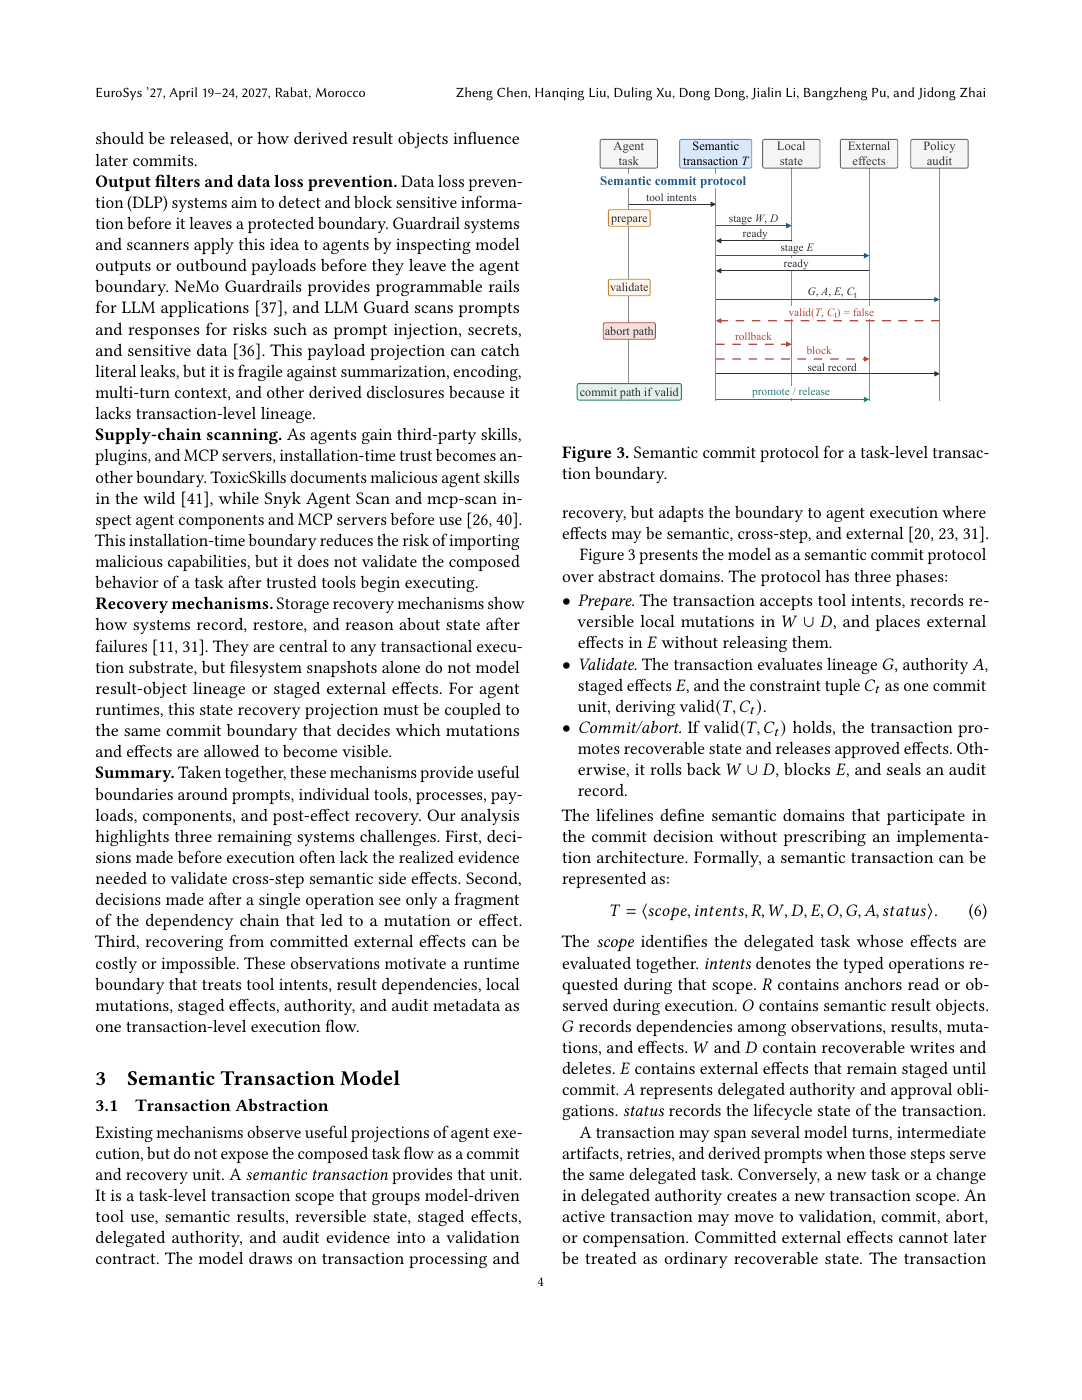 EuroSys ’27, April 19–24, 2027, Rabat, Morocco
Zheng Chen, Hanqing Liu, Duling Xu, Dong Dong, Jialin Li, Bangzheng Pu, and Jidong Zhai
should be released, or how derived result objects influence
later commits.
Output filters and data loss prevention. Data loss preven-
tion (DLP) systems aim to detect and block sensitive informa-
tion before it leaves a protected boundary. Guardrail systems
and scanners apply this idea to agents by inspecting model
outputs or outbound payloads before they leave the agent
boundary. NeMo Guardrails provides programmable rails
for LLM applications [37], and LLM Guard scans prompts
and responses for risks such as prompt injection, secrets,
and sensitive data [36]. This payload projection can catch
literal leaks, but it is fragile against summarization, encoding,
multi-turn context, and other derived disclosures because it
lacks transaction-level lineage.
Supply-chain scanning. As agents gain third-party skills,
plugins, and MCP servers, installation-time trust becomes an-
other boundary. ToxicSkills documents malicious agent skills
in the wild [41], while Snyk Agent Scan and mcp-scan in-
spect agent components and MCP servers before use [26, 40].
This installation-time boundary reduces the risk of importing
malicious capabilities, but it does not validate the composed
behavior of a task after trusted tools begin executing.
Recovery mechanisms. Storage recovery mechanisms show
how systems record, restore, and reason about state after
failures [11, 31]. They are central to any transactional execu-
tion substrate, but filesystem snapshots alone do not model
result-object lineage or staged external effects. For agent
runtimes, this state recovery projection must be coupled to
the same commit boundary that decides which mutations
and effects are allowed to become visible.
Summary. Taken together, these mechanisms provide useful
boundaries around prompts, individual tools, processes, pay-
loads, components, and post-effect recovery. Our analysis
highlights three remaining systems challenges. First, deci-
sions made before execution often lack the realized evidence
needed to validate cross-step semantic side effects. Second,
decisions made after a single operation see only a fragment
of the dependency chain that led to a mutation or effect.
Third, recovering from committed external effects can be
costly or impossible. These observations motivate a runtime
boundary that treats tool intents, result dependencies, local
mutations, staged effects, authority, and audit metadata as
one transaction-level execution flow.
3 Semantic Transaction Model
3.1 Transaction Abstraction
Existing mechanisms observe useful projections of agent exe-
cution, but do not expose the composed task flow as a commit
and recovery unit. A semantic transaction provides that unit.
It is a task-level transaction scope that groups model-driven
tool use, semantic results, reversible state, staged effects,
delegated authority, and audit evidence into a validation
contract. The model draws on transaction processing and
Agent
task
Semantic
transaction T
Local
state
External
effects
Policy
audit
Semantic commit protocol
tool intents
prepare
stage W, D
ready
stage E
ready
validate
G, A, E, Ct
valid(T, Ct) = false
abort path
rollback
block
seal record
commit path if valid
promote / release
Figure 3. Semantic commit protocol for a task-level transac-
tion boundary.
recovery, but adapts the boundary to agent execution where
effects may be semantic, cross-step, and external [20, 23, 31].
Figure 3 presents the model as a semantic commit protocol
over abstract domains. The protocol has three phases:
• Prepare. The transaction accepts tool intents, records re-
versible local mutations in W ∪ D, and places external
effects in E without releasing them.
• Validate. The transaction evaluates lineage G, authority A,
staged effects E, and the constraint tuple Ct as one commit
unit, deriving valid(T, Ct).
• Commit/abort. If valid(T, Ct) holds, the transaction pro-
motes recoverable state and releases approved effects. Oth-
erwise, it rolls back W ∪ D, blocks E, and seals an audit
record.
The lifelines define semantic domains that participate in
the commit decision without prescribing an implementa-
tion architecture. Formally, a semantic transaction can be
represented as:
T = ⟨scope, intents, R, W, D, E, O, G, A, status⟩. (6)
The scope identifies the delegated task whose effects are
evaluated together. intents denotes the typed operations re-
quested during that scope. R contains anchors read or ob-
served during execution. O contains semantic result objects.
G records dependencies among observations, results, muta-
tions, and effects. W and D contain recoverable writes and
deletes. E contains external effects that remain staged until
commit. A represents delegated authority and approval obli-
gations. status records the lifecycle state of the transaction.
A transaction may span several model turns, intermediate
artifacts, retries, and derived prompts when those steps serve
the same delegated task. Conversely, a new task or a change
in delegated authority creates a new transaction scope. An
active transaction may move to validation, commit, abort,
or compensation. Committed external effects cannot later
be treated as ordinary recoverable state. The transaction
4